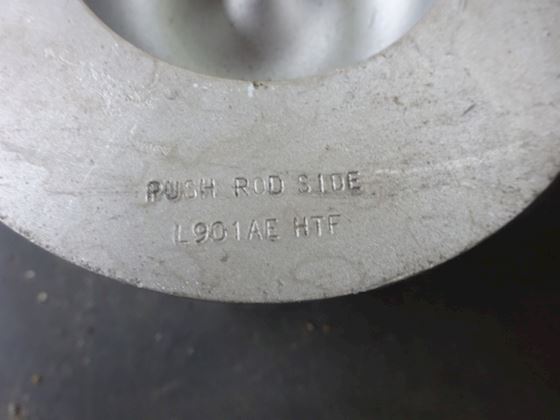 PUSH ROD SIDE
L901AE HTF